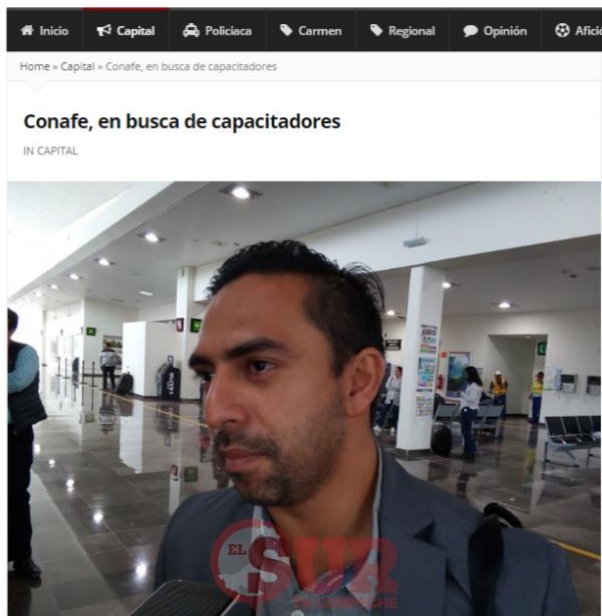 Inicio Capital Policiaca Carmen Regional Opinión
Home » Capital » Conafe, en busca de capacitadores
Conafe, en busca de capacitadores
IN CAPITAL
EL SUR